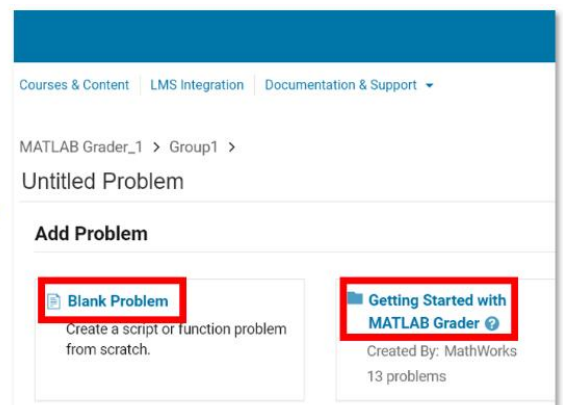 Courses & Content LMS Integration Documentation & Support
MATLAB Grader_1 > Group1 >
Untitled Problem
Add Problem
Blank Problem
Create a script or function problem
from scratch.
Getting Started with
MATLAB Grader
Created By: MathWorks
13 problems